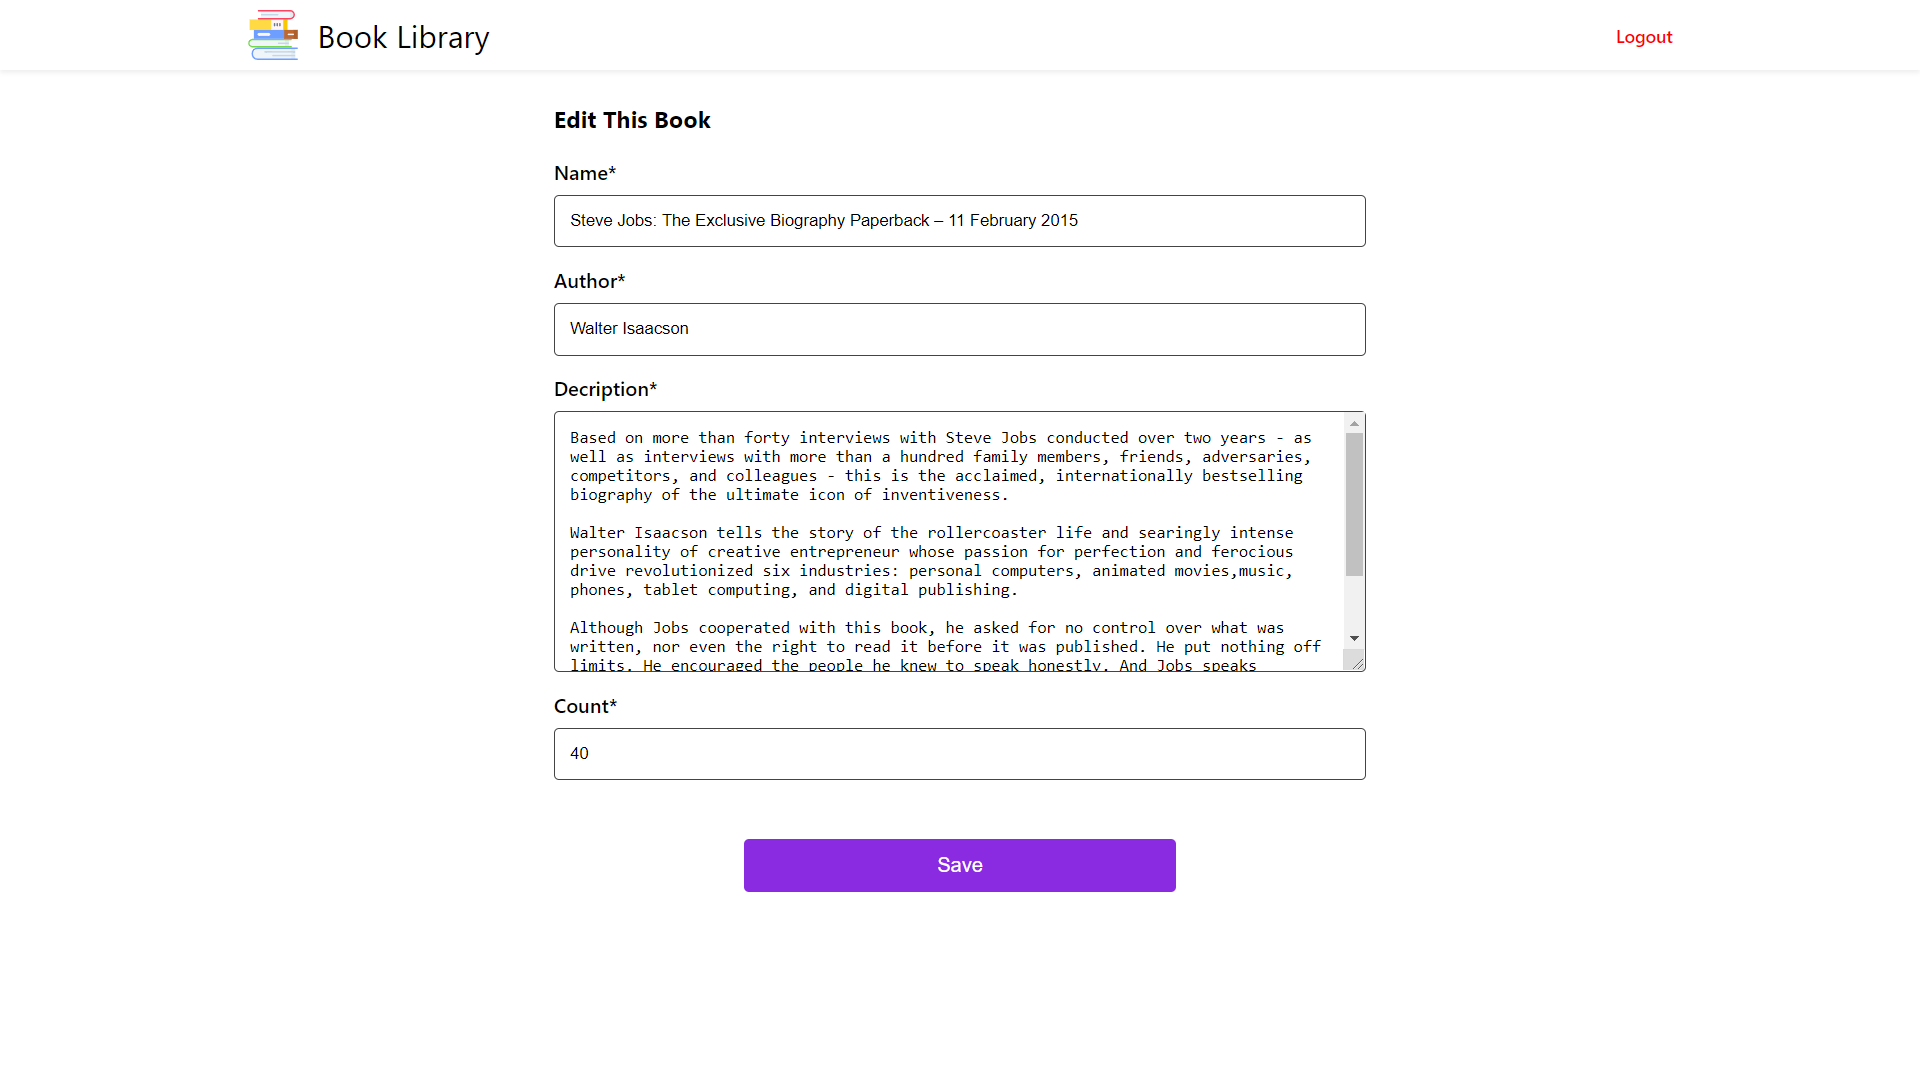 Book Library
Logout
Edit This Book
Name*
Steve Jobs: The Exclusive Biography Paperback – 11 February 2015
Author*
Walter Isaacson
Decription*
Based on more than forty interviews with Steve Jobs conducted over two years - as
well as interviews with more than a hundred family members, friends, adversaries,
competitors, and colleagues - this is the acclaimed, internationally bestselling
biography of the ultimate icon of inventiveness.
Walter Isaacson tells the story of the rollercoaster life and searingly intense
personality of creative entrepreneur whose passion for perfection and ferocious
drive revolutionized six industries: personal computers, animated movies,music,
phones, tablet computing, and digital publishing.
Although Jobs cooperated with this book, he asked for no control over what was
written, nor even the right to read it before it was published. He put nothing off
limits. He encouraged the people he knew to speak honestly. And Jobs speaks
Count*
40
Save